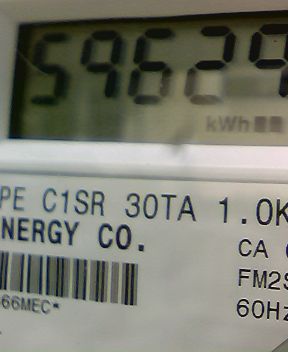 59629
kWh
PE C1SR 30TA 1.0K
NERGY CO.
CA
FM2S
66MEC*
60Hz